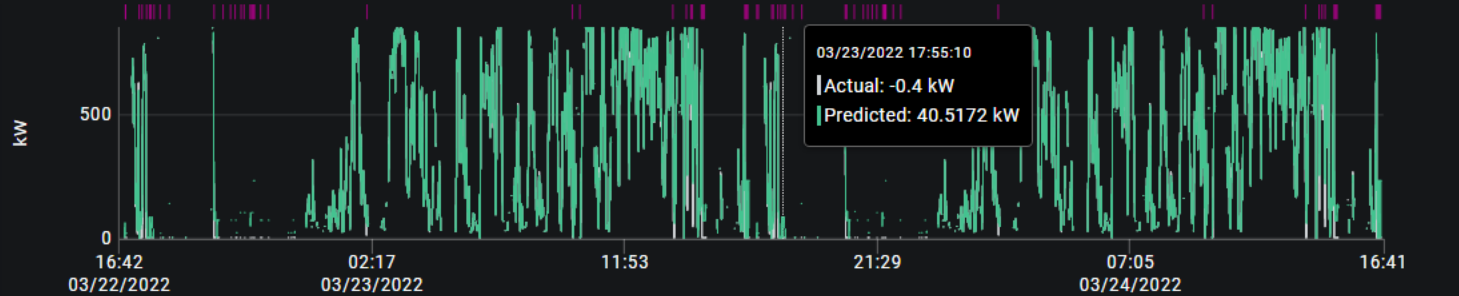 03/23/2022 17:55:10
Actual: -0.4 kW
Predicted: 40.5172 kW
kW
500
0
16:42 02:17 11:53 21:29 07:05 16:41
03/22/2022 03/23/2022 03/24/2022